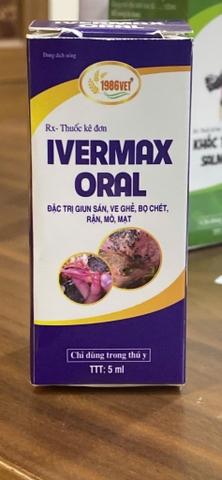 Dung dịch uống
1986VET
Rx- Thuốc kê đơn
IVERMAX
ORAL
ĐẶC TRỊ GIUN SÁN, VE GHẺ, BỌ CHÉT,
RẬN, MÒ, MẠT
Chỉ dùng trong thú y
TTT: 5 ml
KHÁC